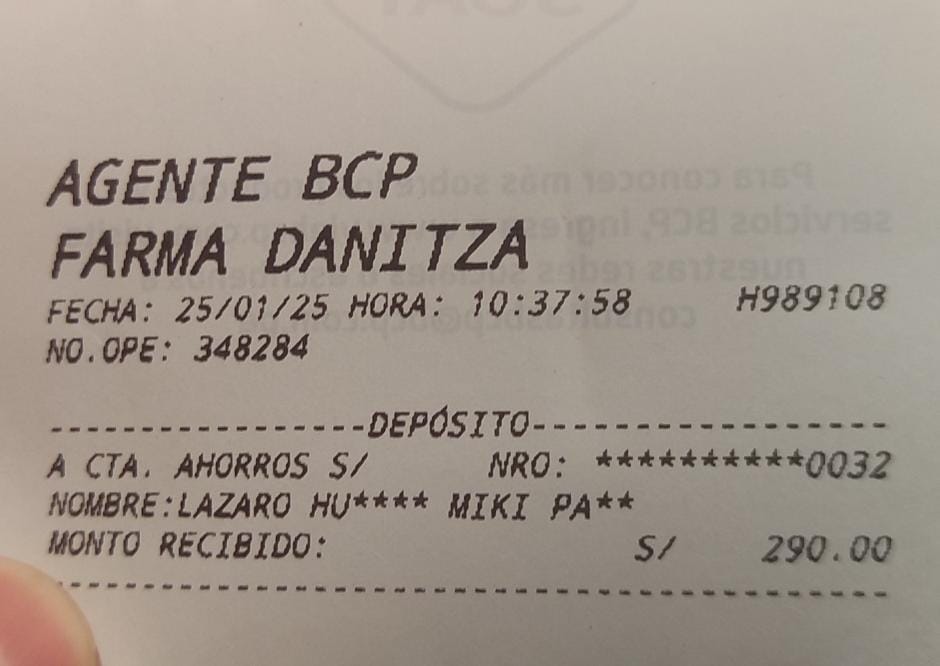 AGENTE BCP
FARMA DANITZA
FECHA: 25/01/25 HORA: 10:37:58 H989108
NO.OPE: 348284
-----------------DEPÓSITO-----------------
A CTA. AHORROS S/ NRO: **********0032
NOMBRE:LAZARO HU**** MIKI PA**
MONTO RECIBIDO: S/ 290.00
------------------------------------------